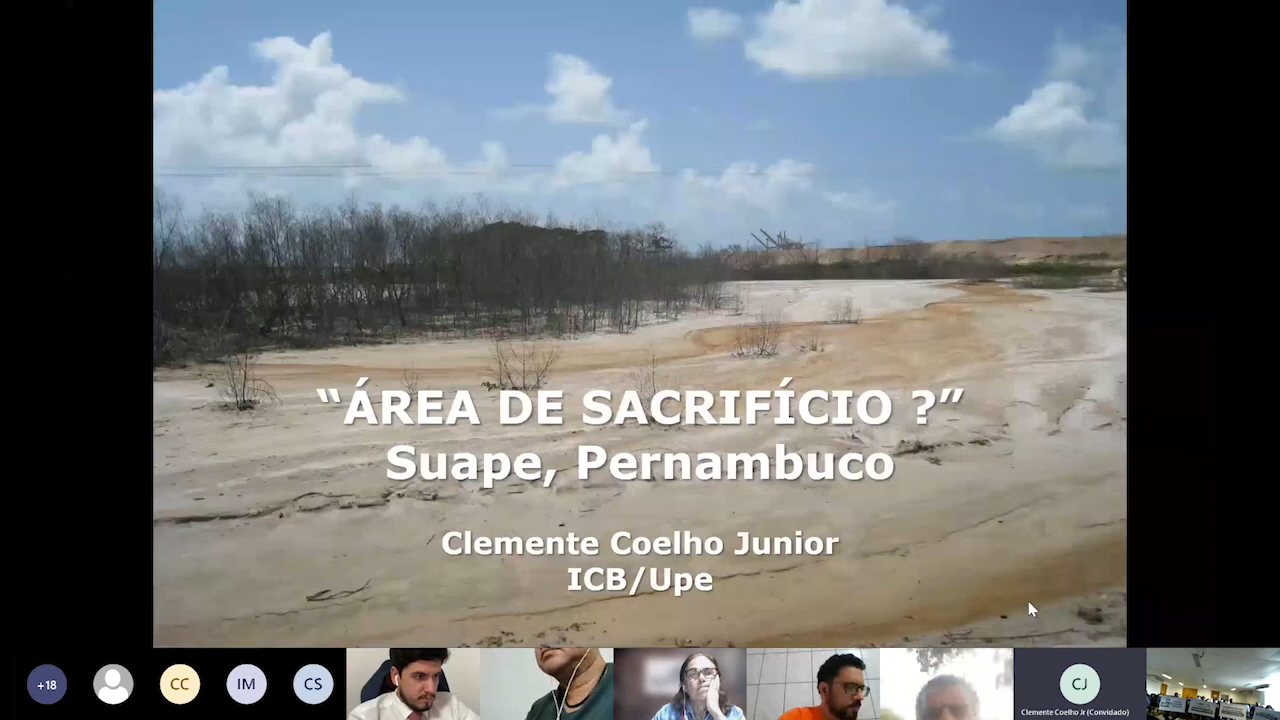 “ÁREA DE SACRIFÍCIO ?”
Suape, Pernambuco
Clemente Coelho Junior
ICB/Upe
+18
CC
IM
CS
CJ
Clemente Coelho Jr (Convidado)